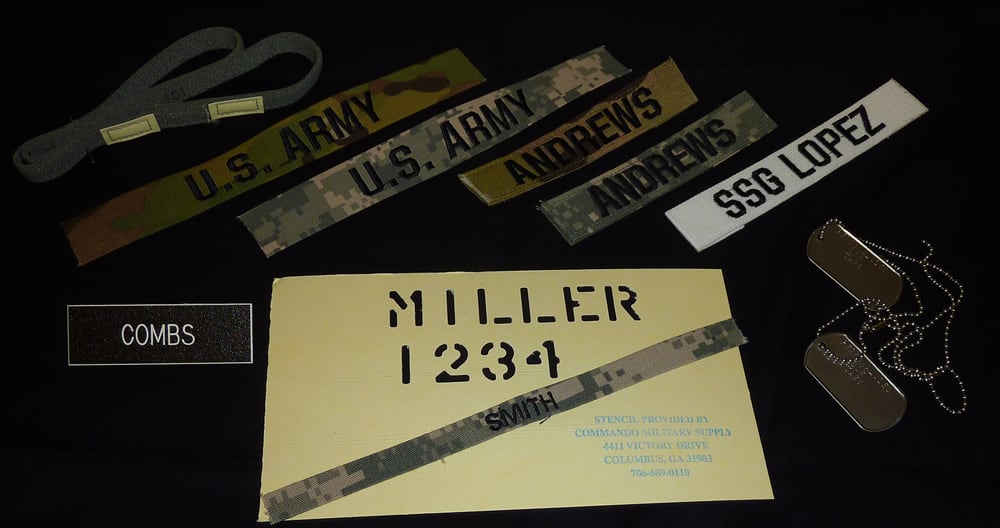 U.S. ARMY
U.S. ARMY
ANDREWS
ANDREWS
SSG LOPEZ
COMBS
MILLER
1234
SMITH
STENCIL PROVIDED BY
COMMANDO MILITARY SUPPLY
4411 VICTORY DRIVE
COLUMBUS, GA 31903
706-689-0110